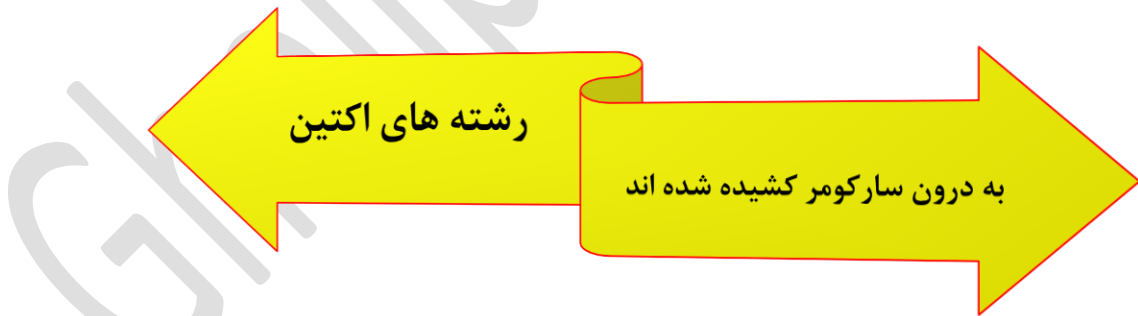 رشته های اکتین
به درون سارکومر کشیده شده اند